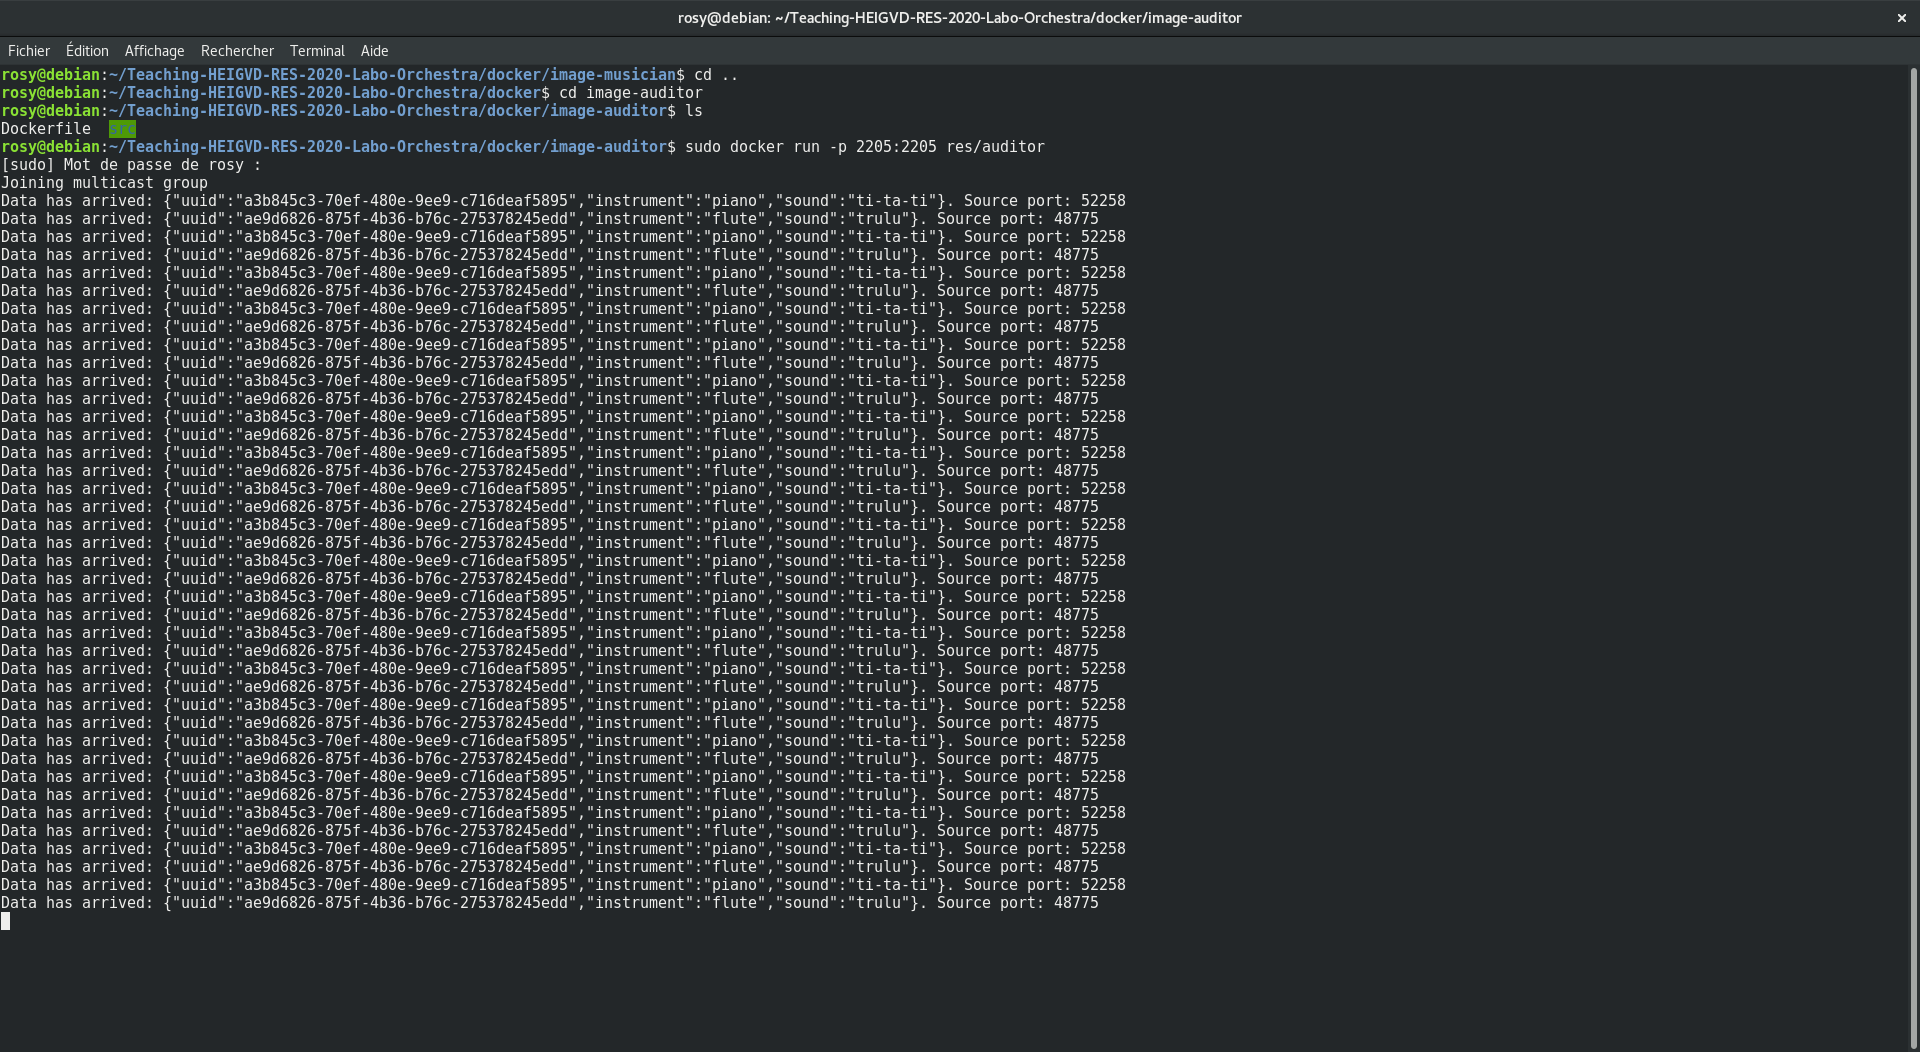 rosy@debian: ~/Teaching-HEIGVD-RES-2020-Labo-Orchestra/docker/image-auditor
Fichier Édition Affichage Rechercher Terminal Aide
rosy@debian:~/Teaching-HEIGVD-RES-2020-Labo-Orchestra/docker/image-musician$ cd ..
rosy@debian:~/Teaching-HEIGVD-RES-2020-Labo-Orchestra/docker$ cd image-auditor
rosy@debian:~/Teaching-HEIGVD-RES-2020-Labo-Orchestra/docker/image-auditor$ ls
Dockerfile  src
rosy@debian:~/Teaching-HEIGVD-RES-2020-Labo-Orchestra/docker/image-auditor$ sudo docker run -p 2205:2205 res/auditor
[sudo] Mot de passe de rosy :
Joining multicast group
Data has arrived: {"uuid":"a3b845c3-70ef-480e-9ee9-c716deaf5895","instrument":"piano","sound":"ti-ta-ti"}. Source port: 52258
Data has arrived: {"uuid":"ae9d6826-875f-4b36-b76c-275378245edd","instrument":"flute","sound":"trulu"}. Source port: 48775
Data has arrived: {"uuid":"a3b845c3-70ef-480e-9ee9-c716deaf5895","instrument":"piano","sound":"ti-ta-ti"}. Source port: 52258
Data has arrived: {"uuid":"ae9d6826-875f-4b36-b76c-275378245edd","instrument":"flute","sound":"trulu"}. Source port: 48775
Data has arrived: {"uuid":"a3b845c3-70ef-480e-9ee9-c716deaf5895","instrument":"piano","sound":"ti-ta-ti"}. Source port: 52258
Data has arrived: {"uuid":"ae9d6826-875f-4b36-b76c-275378245edd","instrument":"flute","sound":"trulu"}. Source port: 48775
Data has arrived: {"uuid":"a3b845c3-70ef-480e-9ee9-c716deaf5895","instrument":"piano","sound":"ti-ta-ti"}. Source port: 52258
Data has arrived: {"uuid":"ae9d6826-875f-4b36-b76c-275378245edd","instrument":"flute","sound":"trulu"}. Source port: 48775
Data has arrived: {"uuid":"a3b845c3-70ef-480e-9ee9-c716deaf5895","instrument":"piano","sound":"ti-ta-ti"}. Source port: 52258
Data has arrived: {"uuid":"ae9d6826-875f-4b36-b76c-275378245edd","instrument":"flute","sound":"trulu"}. Source port: 48775
Data has arrived: {"uuid":"a3b845c3-70ef-480e-9ee9-c716deaf5895","instrument":"piano","sound":"ti-ta-ti"}. Source port: 52258
Data has arrived: {"uuid":"ae9d6826-875f-4b36-b76c-275378245edd","instrument":"flute","sound":"trulu"}. Source port: 48775
Data has arrived: {"uuid":"a3b845c3-70ef-480e-9ee9-c716deaf5895","instrument":"piano","sound":"ti-ta-ti"}. Source port: 52258
Data has arrived: {"uuid":"ae9d6826-875f-4b36-b76c-275378245edd","instrument":"flute","sound":"trulu"}. Source port: 48775
Data has arrived: {"uuid":"a3b845c3-70ef-480e-9ee9-c716deaf5895","instrument":"piano","sound":"ti-ta-ti"}. Source port: 52258
Data has arrived: {"uuid":"ae9d6826-875f-4b36-b76c-275378245edd","instrument":"flute","sound":"trulu"}. Source port: 48775
Data has arrived: {"uuid":"a3b845c3-70ef-480e-9ee9-c716deaf5895","instrument":"piano","sound":"ti-ta-ti"}. Source port: 52258
Data has arrived: {"uuid":"ae9d6826-875f-4b36-b76c-275378245edd","instrument":"flute","sound":"trulu"}. Source port: 48775
Data has arrived: {"uuid":"a3b845c3-70ef-480e-9ee9-c716deaf5895","instrument":"piano","sound":"ti-ta-ti"}. Source port: 52258
Data has arrived: {"uuid":"ae9d6826-875f-4b36-b76c-275378245edd","instrument":"flute","sound":"trulu"}. Source port: 48775
Data has arrived: {"uuid":"a3b845c3-70ef-480e-9ee9-c716deaf5895","instrument":"piano","sound":"ti-ta-ti"}. Source port: 52258
Data has arrived: {"uuid":"ae9d6826-875f-4b36-b76c-275378245edd","instrument":"flute","sound":"trulu"}. Source port: 48775
Data has arrived: {"uuid":"a3b845c3-70ef-480e-9ee9-c716deaf5895","instrument":"piano","sound":"ti-ta-ti"}. Source port: 52258
Data has arrived: {"uuid":"ae9d6826-875f-4b36-b76c-275378245edd","instrument":"flute","sound":"trulu"}. Source port: 48775
Data has arrived: {"uuid":"a3b845c3-70ef-480e-9ee9-c716deaf5895","instrument":"piano","sound":"ti-ta-ti"}. Source port: 52258
Data has arrived: {"uuid":"ae9d6826-875f-4b36-b76c-275378245edd","instrument":"flute","sound":"trulu"}. Source port: 48775
Data has arrived: {"uuid":"a3b845c3-70ef-480e-9ee9-c716deaf5895","instrument":"piano","sound":"ti-ta-ti"}. Source port: 52258
Data has arrived: {"uuid":"ae9d6826-875f-4b36-b76c-275378245edd","instrument":"flute","sound":"trulu"}. Source port: 48775
Data has arrived: {"uuid":"a3b845c3-70ef-480e-9ee9-c716deaf5895","instrument":"piano","sound":"ti-ta-ti"}. Source port: 52258
Data has arrived: {"uuid":"ae9d6826-875f-4b36-b76c-275378245edd","instrument":"flute","sound":"trulu"}. Source port: 48775
Data has arrived: {"uuid":"a3b845c3-70ef-480e-9ee9-c716deaf5895","instrument":"piano","sound":"ti-ta-ti"}. Source port: 52258
Data has arrived: {"uuid":"ae9d6826-875f-4b36-b76c-275378245edd","instrument":"flute","sound":"trulu"}. Source port: 48775
Data has arrived: {"uuid":"a3b845c3-70ef-480e-9ee9-c716deaf5895","instrument":"piano","sound":"ti-ta-ti"}. Source port: 52258
Data has arrived: {"uuid":"ae9d6826-875f-4b36-b76c-275378245edd","instrument":"flute","sound":"trulu"}. Source port: 48775
Data has arrived: {"uuid":"a3b845c3-70ef-480e-9ee9-c716deaf5895","instrument":"piano","sound":"ti-ta-ti"}. Source port: 52258
Data has arrived: {"uuid":"ae9d6826-875f-4b36-b76c-275378245edd","instrument":"flute","sound":"trulu"}. Source port: 48775
Data has arrived: {"uuid":"a3b845c3-70ef-480e-9ee9-c716deaf5895","instrument":"piano","sound":"ti-ta-ti"}. Source port: 52258
Data has arrived: {"uuid":"ae9d6826-875f-4b36-b76c-275378245edd","instrument":"flute","sound":"trulu"}. Source port: 48775
Data has arrived: {"uuid":"a3b845c3-70ef-480e-9ee9-c716deaf5895","instrument":"piano","sound":"ti-ta-ti"}. Source port: 52258
Data has arrived: {"uuid":"ae9d6826-875f-4b36-b76c-275378245edd","instrument":"flute","sound":"trulu"}. Source port: 48775